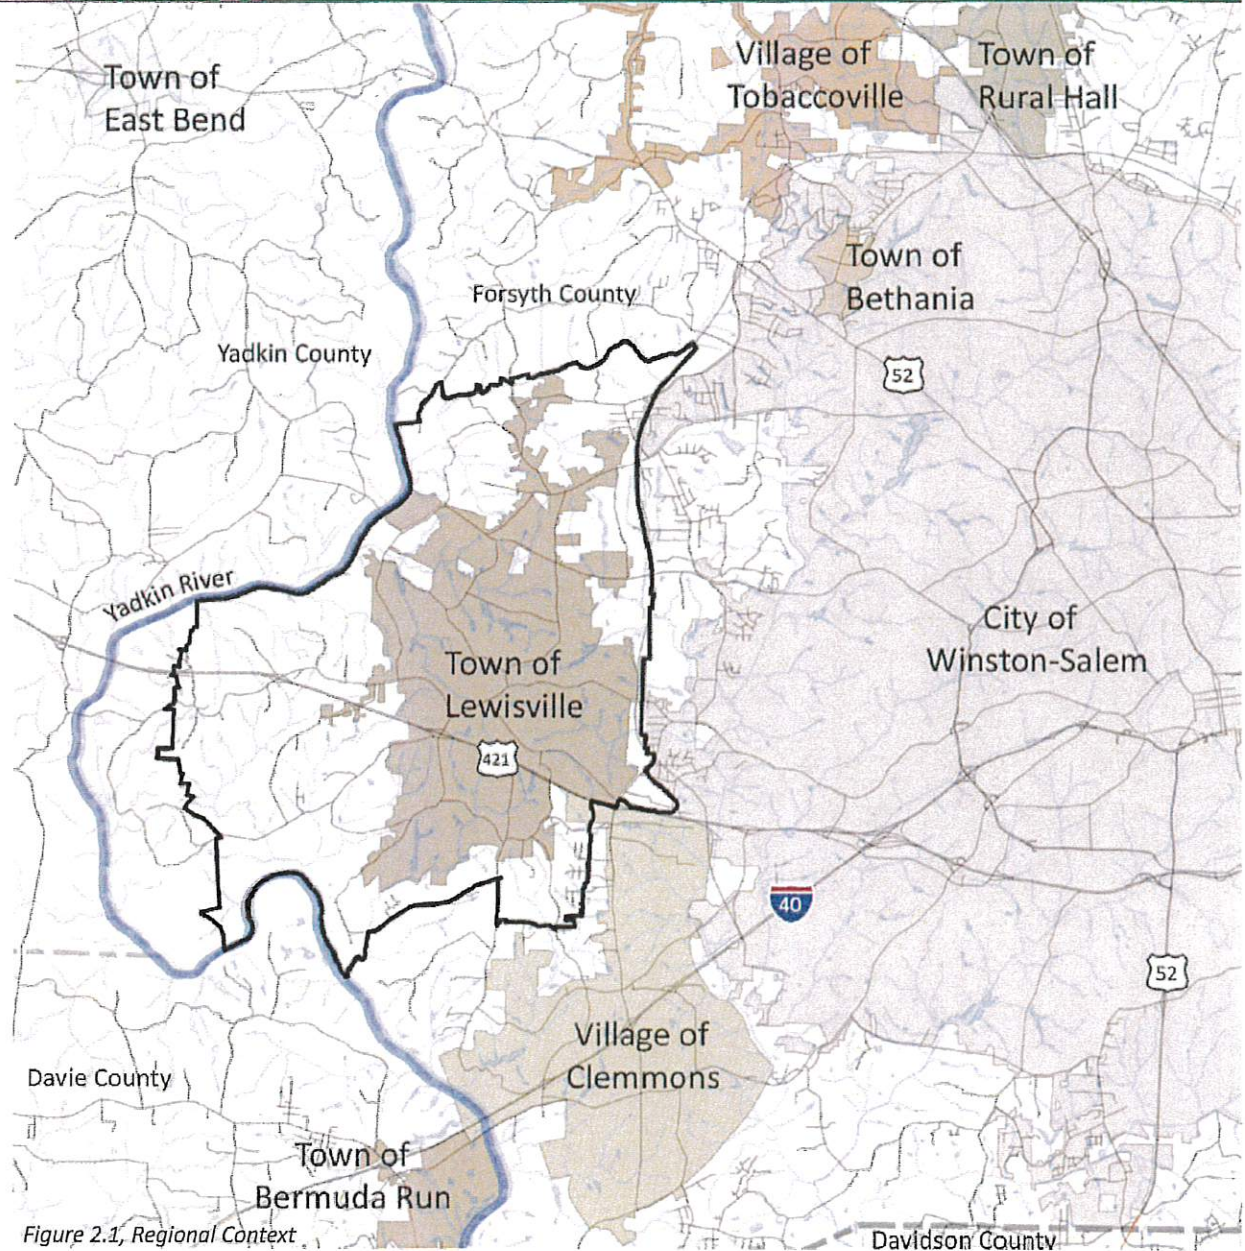 Town of
East Bend
Village of
Tobaccoville
Town of
Rural Hall
Town of
Bethania
Forsyth County
Yadkin County
52
Yadkin River
City of
Winston-Salem
Town of
Lewisville
421
40
52
Village of
Clemmons
Davie County
Town of
Bermuda Run
Figure 2.1, Regional Context
Davidson County